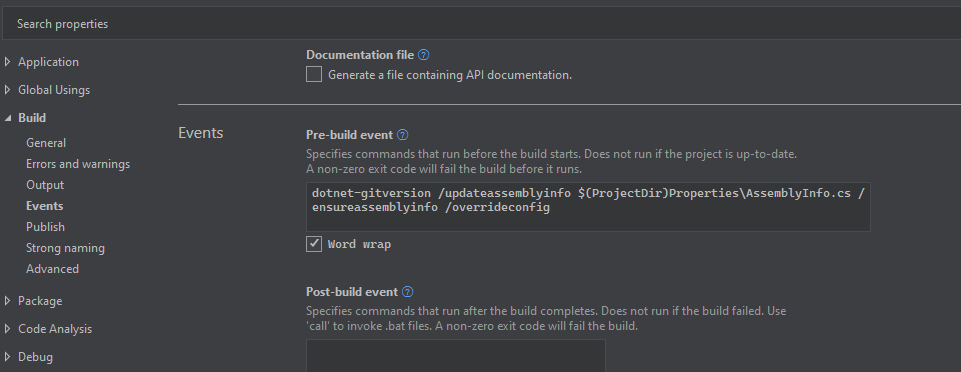 Search properties
Application
Global Usings
Build
General
Errors and warnings
Output
Events
Publish
Strong naming
Advanced
Package
Code Analysis
Debug
Documentation file ?
Generate a file containing API documentation.
Events
Pre-build event ?
Specifies commands that run before the build starts. Does not run if the project is up-to-date.
A non-zero exit code will fail the build before it runs.
dotnet-gitversion /updateassemblyinfo $(ProjectDir)Properties\AssemblyInfo.cs /
ensureassemblyinfo /overrideconfig
Word wrap
Post-build event ?
Specifies commands that run after the build completes. Does not run if the build failed. Use
'call' to invoke .bat files. A non-zero exit code will fail the build.